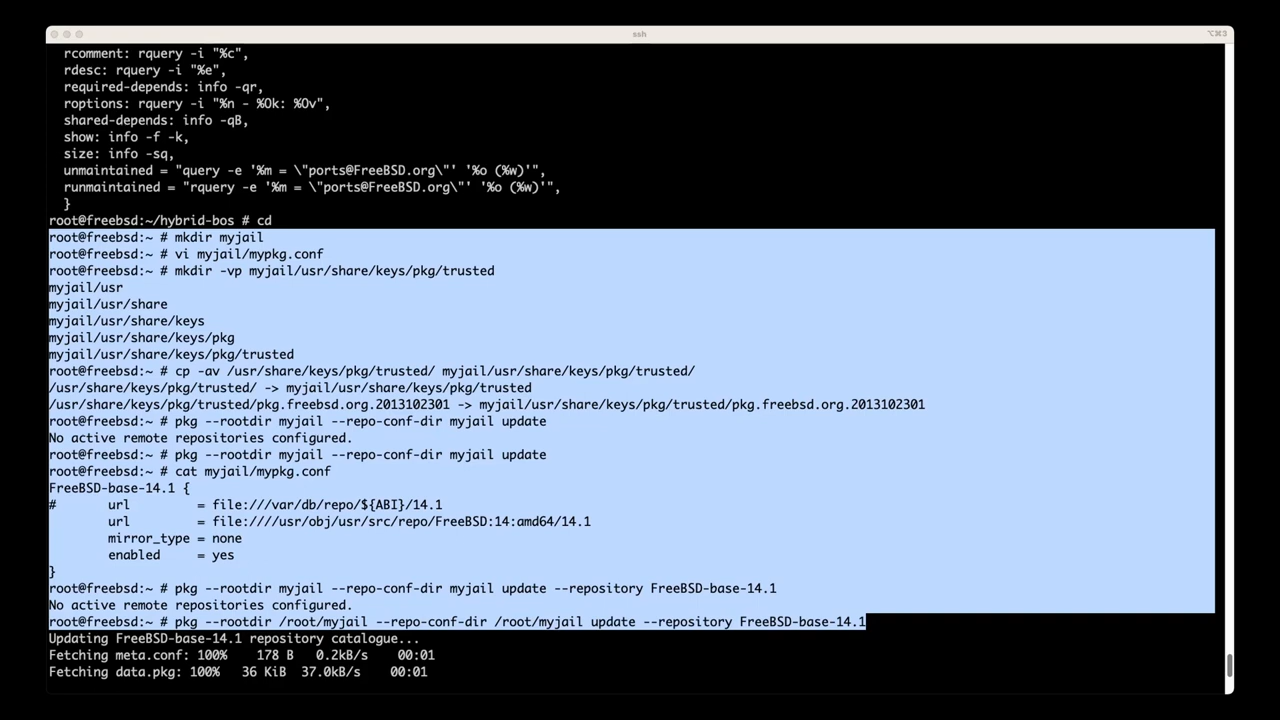 ssh
⌥⌘3
rcomment: rquery -i "%c",
rdesc: rquery -i "%e",
required-depends: info -qr,
roptions: rquery -i "%n - %Ok: %Ov",
shared-depends: info -qB,
show: info -f -k,
size: info -sq,
unmaintained = "query -e '%m = \"ports@FreeBSD.org\"' '%o (%w)'",
runmaintained = "rquery -e '%m = \"ports@FreeBSD.org\"' '%o (%w)'",
}
root@freebsd:~/hybrid-bos # cd
root@freebsd:~ # mkdir myjail
root@freebsd:~ # vi myjail/mypkg.conf
root@freebsd:~ # mkdir -vp myjail/usr/share/keys/pkg/trusted
myjail/usr
myjail/usr/share
myjail/usr/share/keys
myjail/usr/share/keys/pkg
myjail/usr/share/keys/pkg/trusted
root@freebsd:~ # cp -av /usr/share/keys/pkg/trusted/ myjail/usr/share/keys/pkg/trusted/
/usr/share/keys/pkg/trusted/ -> myjail/usr/share/keys/pkg/trusted
/usr/share/keys/pkg/trusted/pkg.freebsd.org.2013102301 -> myjail/usr/share/keys/pkg/trusted/pkg.freebsd.org.2013102301
root@freebsd:~ # pkg --rootdir myjail --repo-conf-dir myjail update
No active remote repositories configured.
root@freebsd:~ # pkg --rootdir myjail --repo-conf-dir myjail update
root@freebsd:~ # cat myjail/mypkg.conf
FreeBSD-base-14.1 {
# url = file:///var/db/repo/${ABI}/14.1
url = file:////usr/obj/usr/src/repo/FreeBSD:14:amd64/14.1
mirror_type = none
enabled = yes
}
root@freebsd:~ # pkg --rootdir myjail --repo-conf-dir myjail update --repository FreeBSD-base-14.1
No active remote repositories configured.
root@freebsd:~ # pkg --rootdir /root/myjail --repo-conf-dir /root/myjail update --repository FreeBSD-base-14.1
Updating FreeBSD-base-14.1 repository catalogue...
Fetching meta.conf: 100% 178 B 0.2kB/s 00:01
Fetching data.pkg: 100% 36 KiB 37.0kB/s 00:01